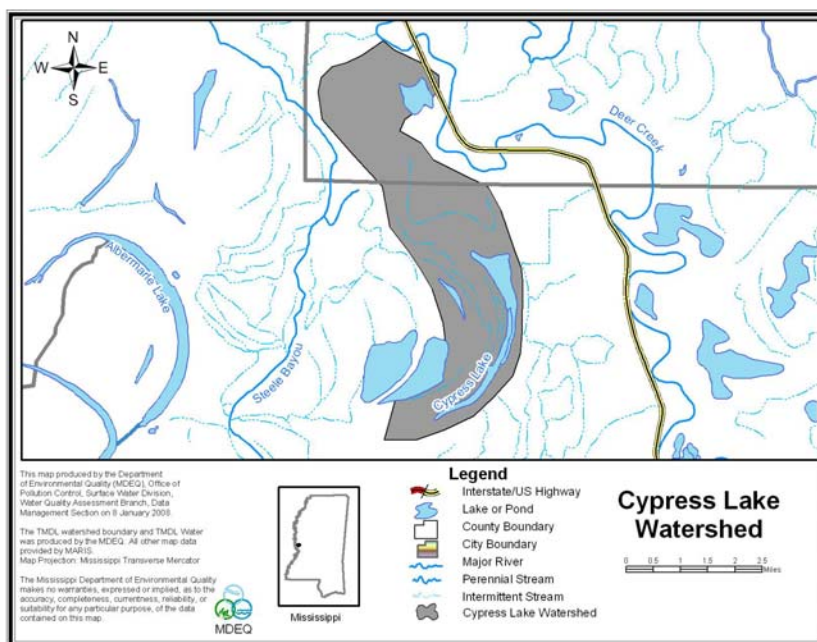 N
W E
S
Deer Creek
Albermarle Lake
Steele Bayou
Cypress Lake
This map produced by the Department
of Environmental Quality (MDEQ), Office of
Pollution Control, Surface Water Division,
Water Quality Assessment Branch, Data
Management Section on 8 January 2008.
The TMDL watershed boundary and TMDL Water
was produced by the MDEQ. All other map data
provided by MARIS.
Map Projection: Mississippi Transverse Mercator
The Mississippi Department of Environmental Quality
makes no warranties, expressed or implied, as to the
accuracy, completeness, currentness, reliability, or
suitability for any particular purpose, of the data
contained on this map.
MDEQ
Mississippi
Legend
Interstate/US Highway
Lake or Pond
County Boundary
City Boundary
Major River
Perennial Stream
Intermittent Stream
Cypress Lake Watershed
Cypress Lake
Watershed
0 0.5 1 1.5 2 2.5
Miles